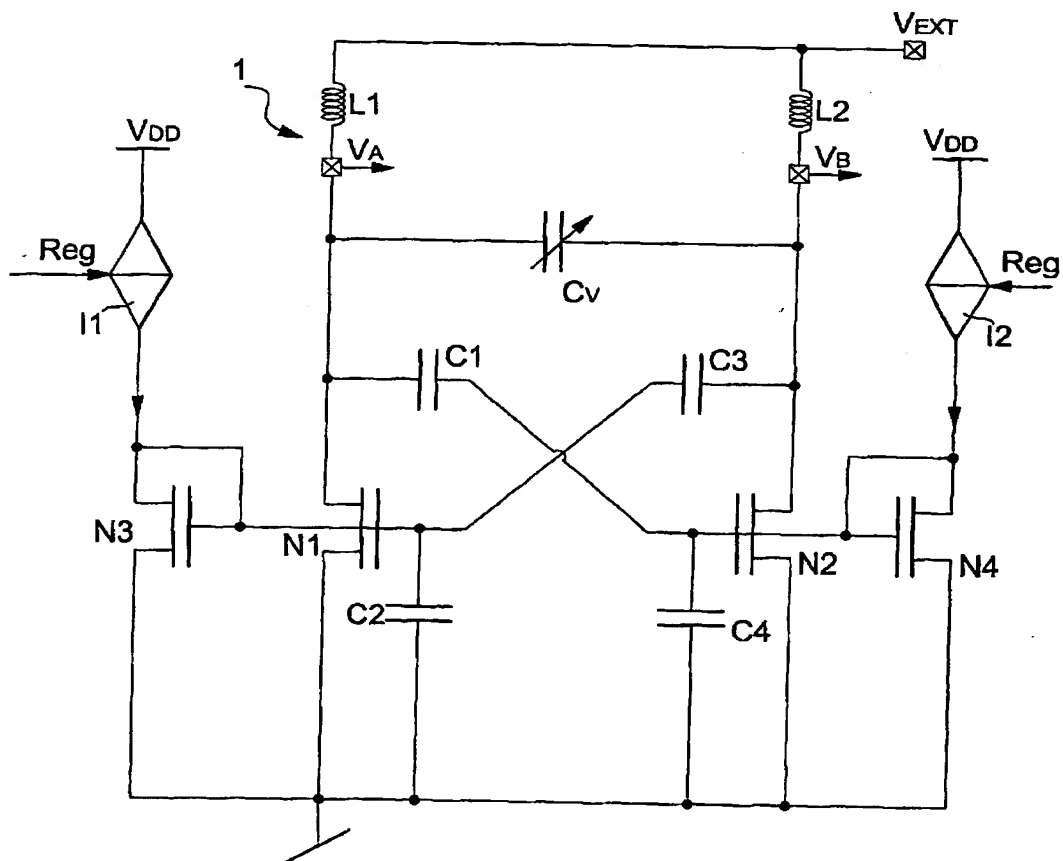 VEXT
1
L1
L2
VDD
VA
VB
VDD
Reg
Reg
I1
CV
I2
C1
C3
N3
N1
N2
N4
C2
C4